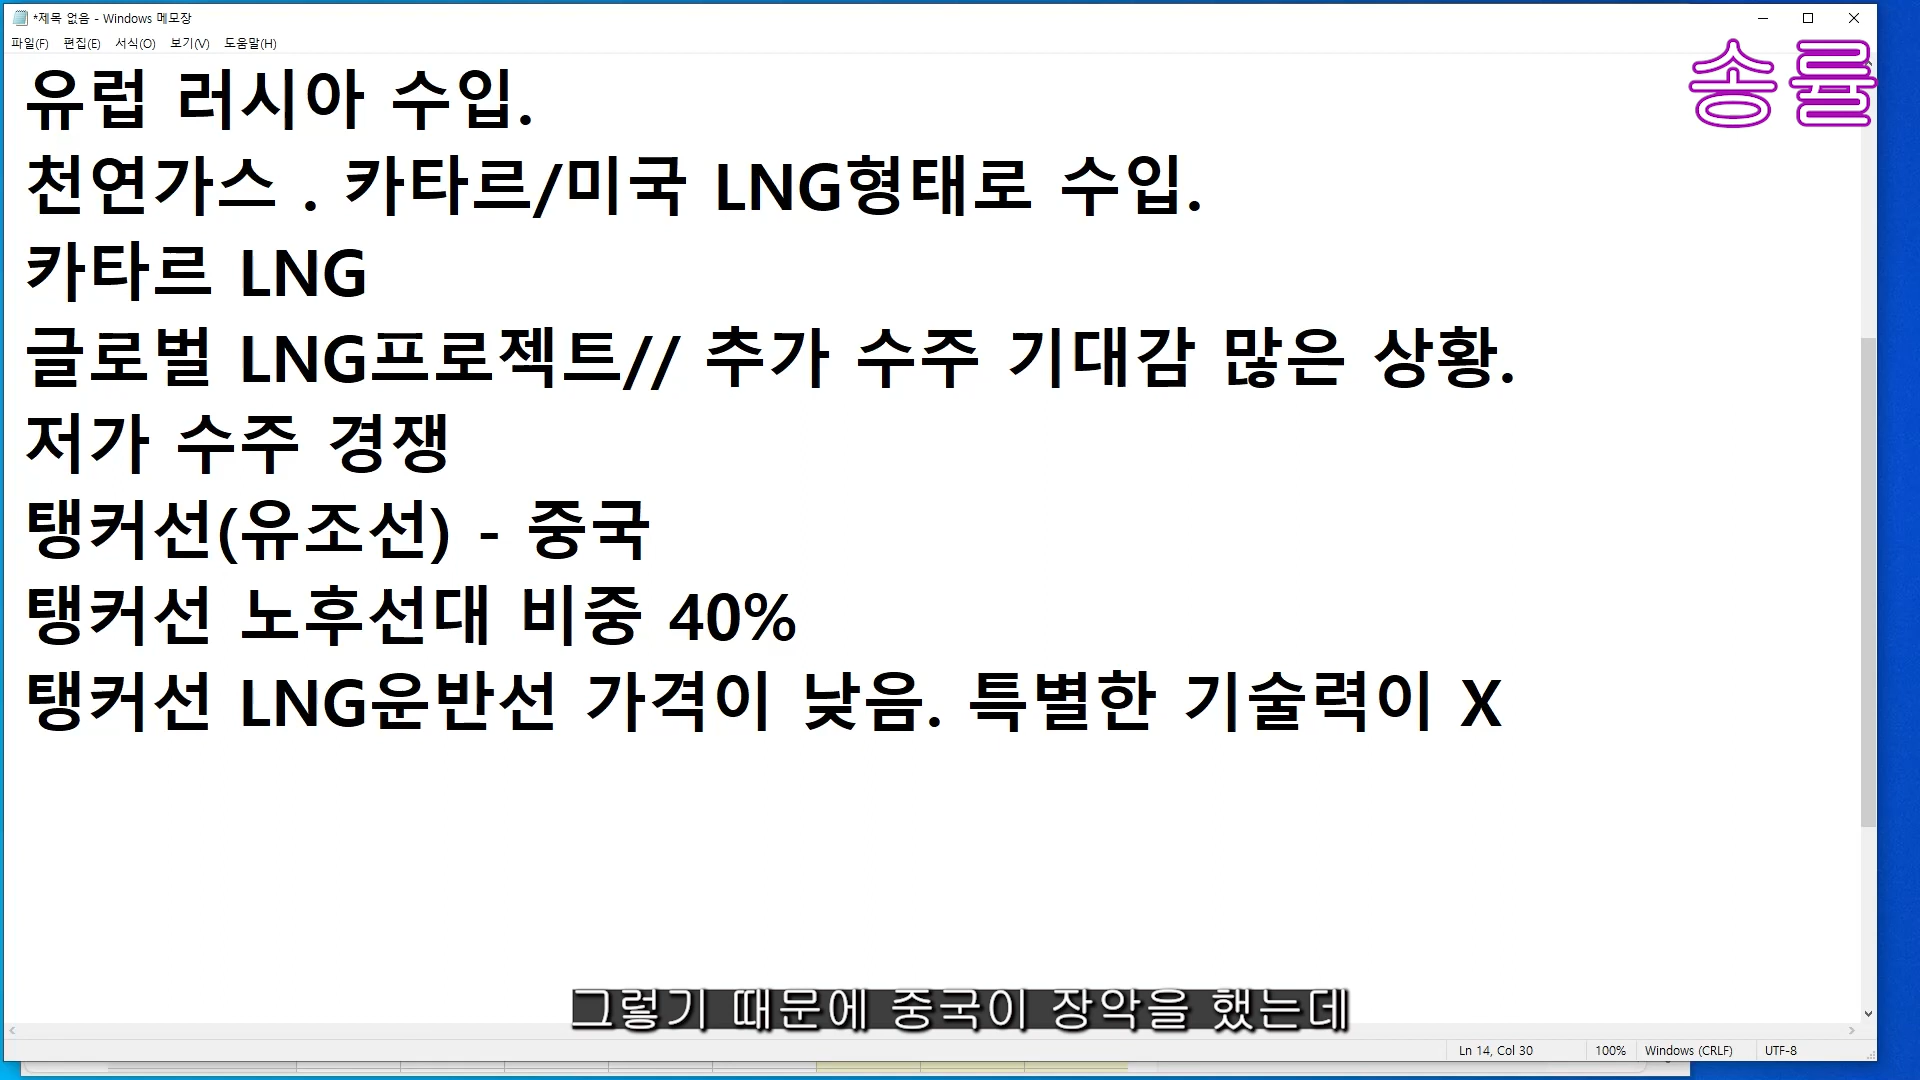 *제목 없음 - Windows 메모장
파일(F) 편집(E) 서식(O) 보기(V) 도움말(H)
송률
유럽 러시아 수입.
천연가스 . 카타르/미국 LNG형태로 수입.
카타르 LNG
글로벌 LNG프로젝트// 추가 수주 기대감 많은 상황.
저가 수주 경쟁
탱커선(유조선) - 중국
탱커선 노후선대 비중 40%
탱커선 LNG운반선 가격이 낮음. 특별한 기술력이 X
그렇기 때문에 중국이 장악을 했는데
Ln 14, Col 30 100% Windows (CRLF) UTF-8